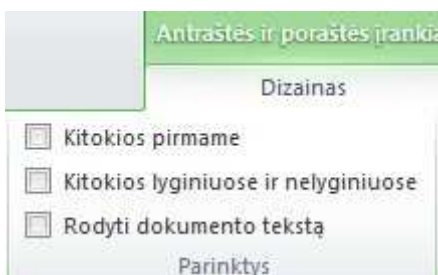 Antraštės ir poraštės įrankia
Dizainas
Kitokios pirmame
Kitokios lyginiuose ir nelyginiuose
Rodyti dokumento tekstą
Parinktys